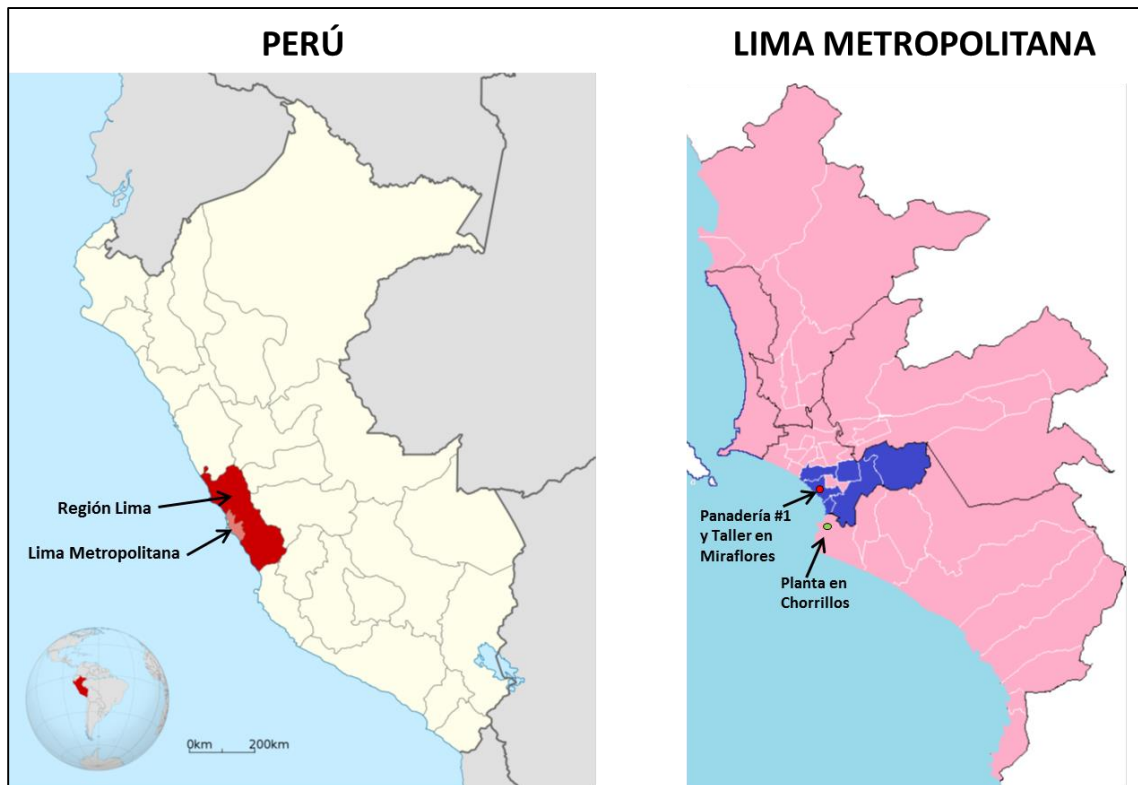 PERÚ
Región Lima
Lima Metropolitana
0km 200km
LIMA METROPOLITANA
Panadería #1
y Taller en
Miraflores
Planta en
Chorrillos